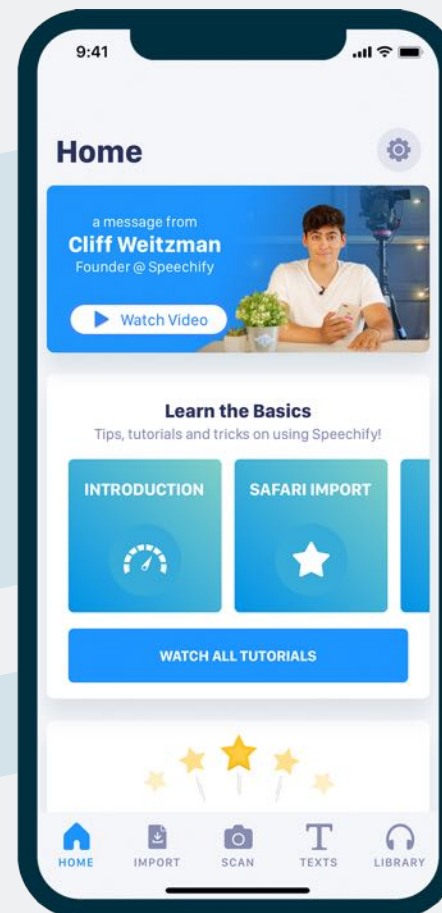 9:41
Home
a message from
Cliff Weitzman
Founder @ Speechify
Watch Video
Learn the Basics
Tips, tutorials and tricks on using Speechify!
INTRODUCTION
SAFARI IMPORT
WATCH ALL TUTORIALS
HOME
IMPORT
SCAN
TEXTS
LIBRARY